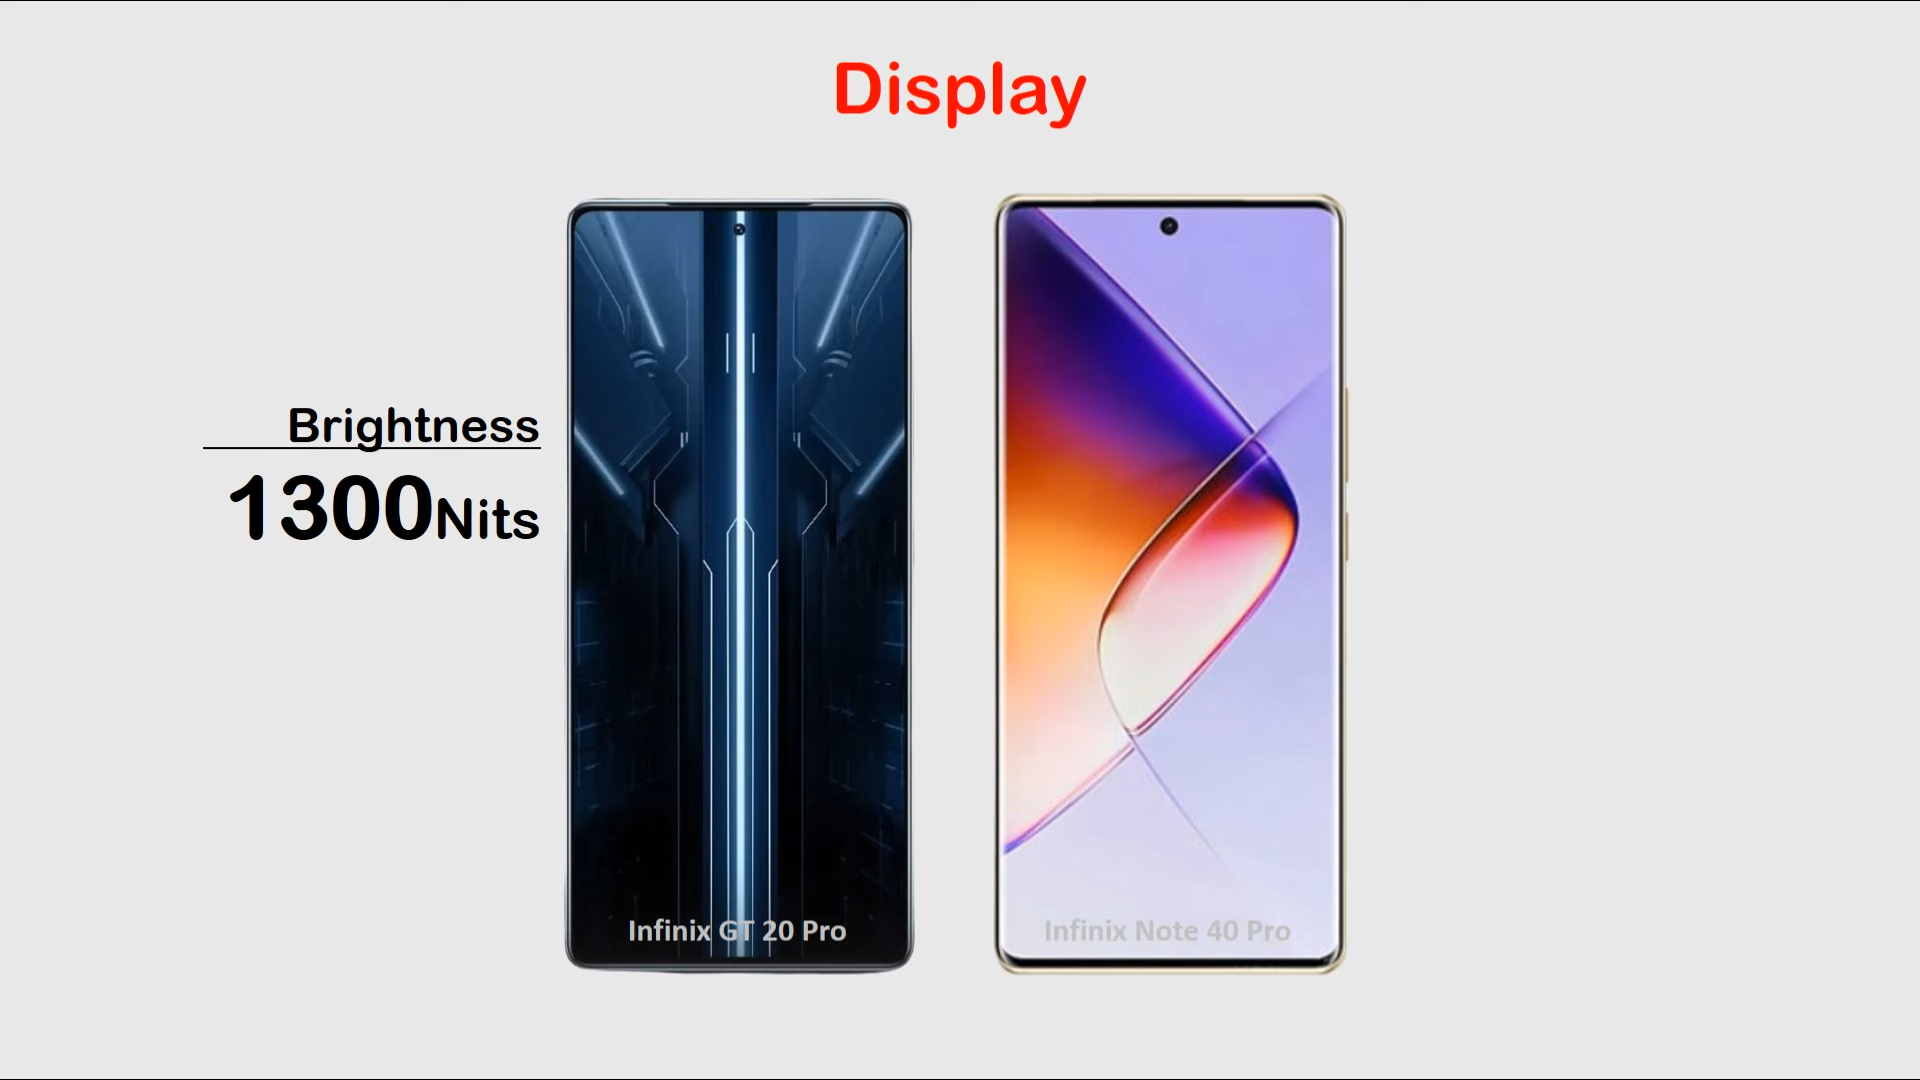 Display
Brightness
1300Nits
Infinix GT 20 Pro
Infinix Note 40 Pro